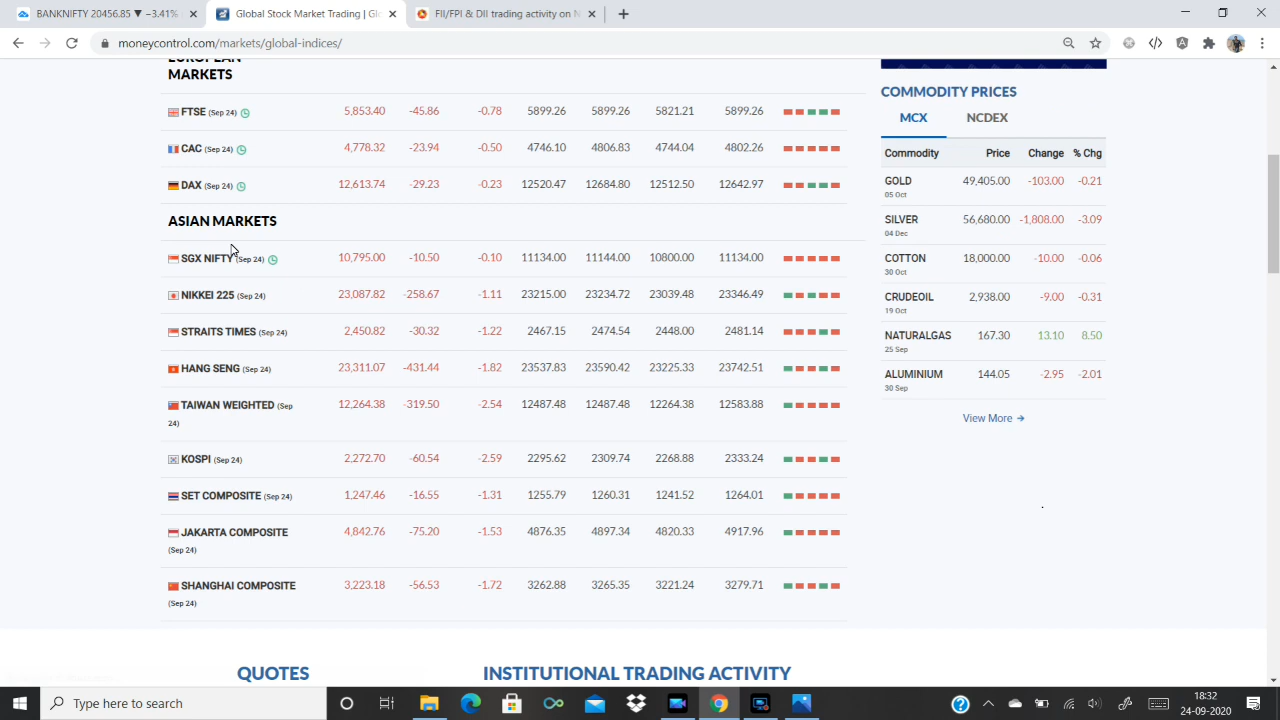 BANKNIFTY 20456.85 ▼ −3.41%
Global Stock Market Trading | Glo
FII/FPI & DII trading activity on N
moneycontrol.com/markets/global-indices/
EUROPEAN
MARKETS
FTSE (Sep 24) 5,853.40 -45.86 -0.78 5899.26 5899.26 5821.21 5899.26
CAC (Sep 24) 4,778.32 -23.94 -0.50 4746.10 4806.83 4744.04 4802.26
DAX (Sep 24) 12,613.74 -29.23 -0.23 12520.47 12684.80 12512.50 12642.97
ASIAN MARKETS
SGX NIFTY (Sep 24) 10,795.00 -10.50 -0.10 11134.00 11144.00 10800.00 11134.00
NIKKEI 225 (Sep 24) 23,087.82 -258.67 -1.11 23215.00 23234.72 23039.48 23346.49
STRAITS TIMES (Sep 24) 2,450.82 -30.32 -1.22 2467.15 2474.54 2448.00 2481.14
HANG SENG (Sep 24) 23,311.07 -431.44 -1.82 23537.83 23590.42 23225.33 23742.51
TAIWAN WEIGHTED (Sep 12,264.38 -319.50 -2.54 12487.48 12487.48 12264.38 12583.88
24)
KOSPI (Sep 24) 2,272.70 -60.54 -2.59 2295.62 2309.74 2268.88 2333.24
SET COMPOSITE (Sep 24) 1,247.46 -16.55 -1.31 1255.79 1260.31 1241.52 1264.01
JAKARTA COMPOSITE 4,842.76 -75.20 -1.53 4876.35 4897.34 4820.33 4917.96
(Sep 24)
SHANGHAI COMPOSITE 3,223.18 -56.53 -1.72 3262.88 3265.35 3221.24 3279.71
(Sep 24)
COMMODITY PRICES
MCX NCDEX
Commodity Price Change % Chg
GOLD 49,405.00 -103.00 -0.21
05 Oct
SILVER 56,680.00 -1,808.00 -3.09
04 Dec
COTTON 18,000.00 -10.00 -0.06
30 Oct
CRUDEOIL 2,938.00 -9.00 -0.31
19 Oct
NATURALGAS 167.30 13.10 8.50
25 Sep
ALUMINIUM 144.05 -2.95 -2.01
30 Sep
View More →
QUOTES INSTITUTIONAL TRADING ACTIVITY
Type here to search
18:32
24-09-2020